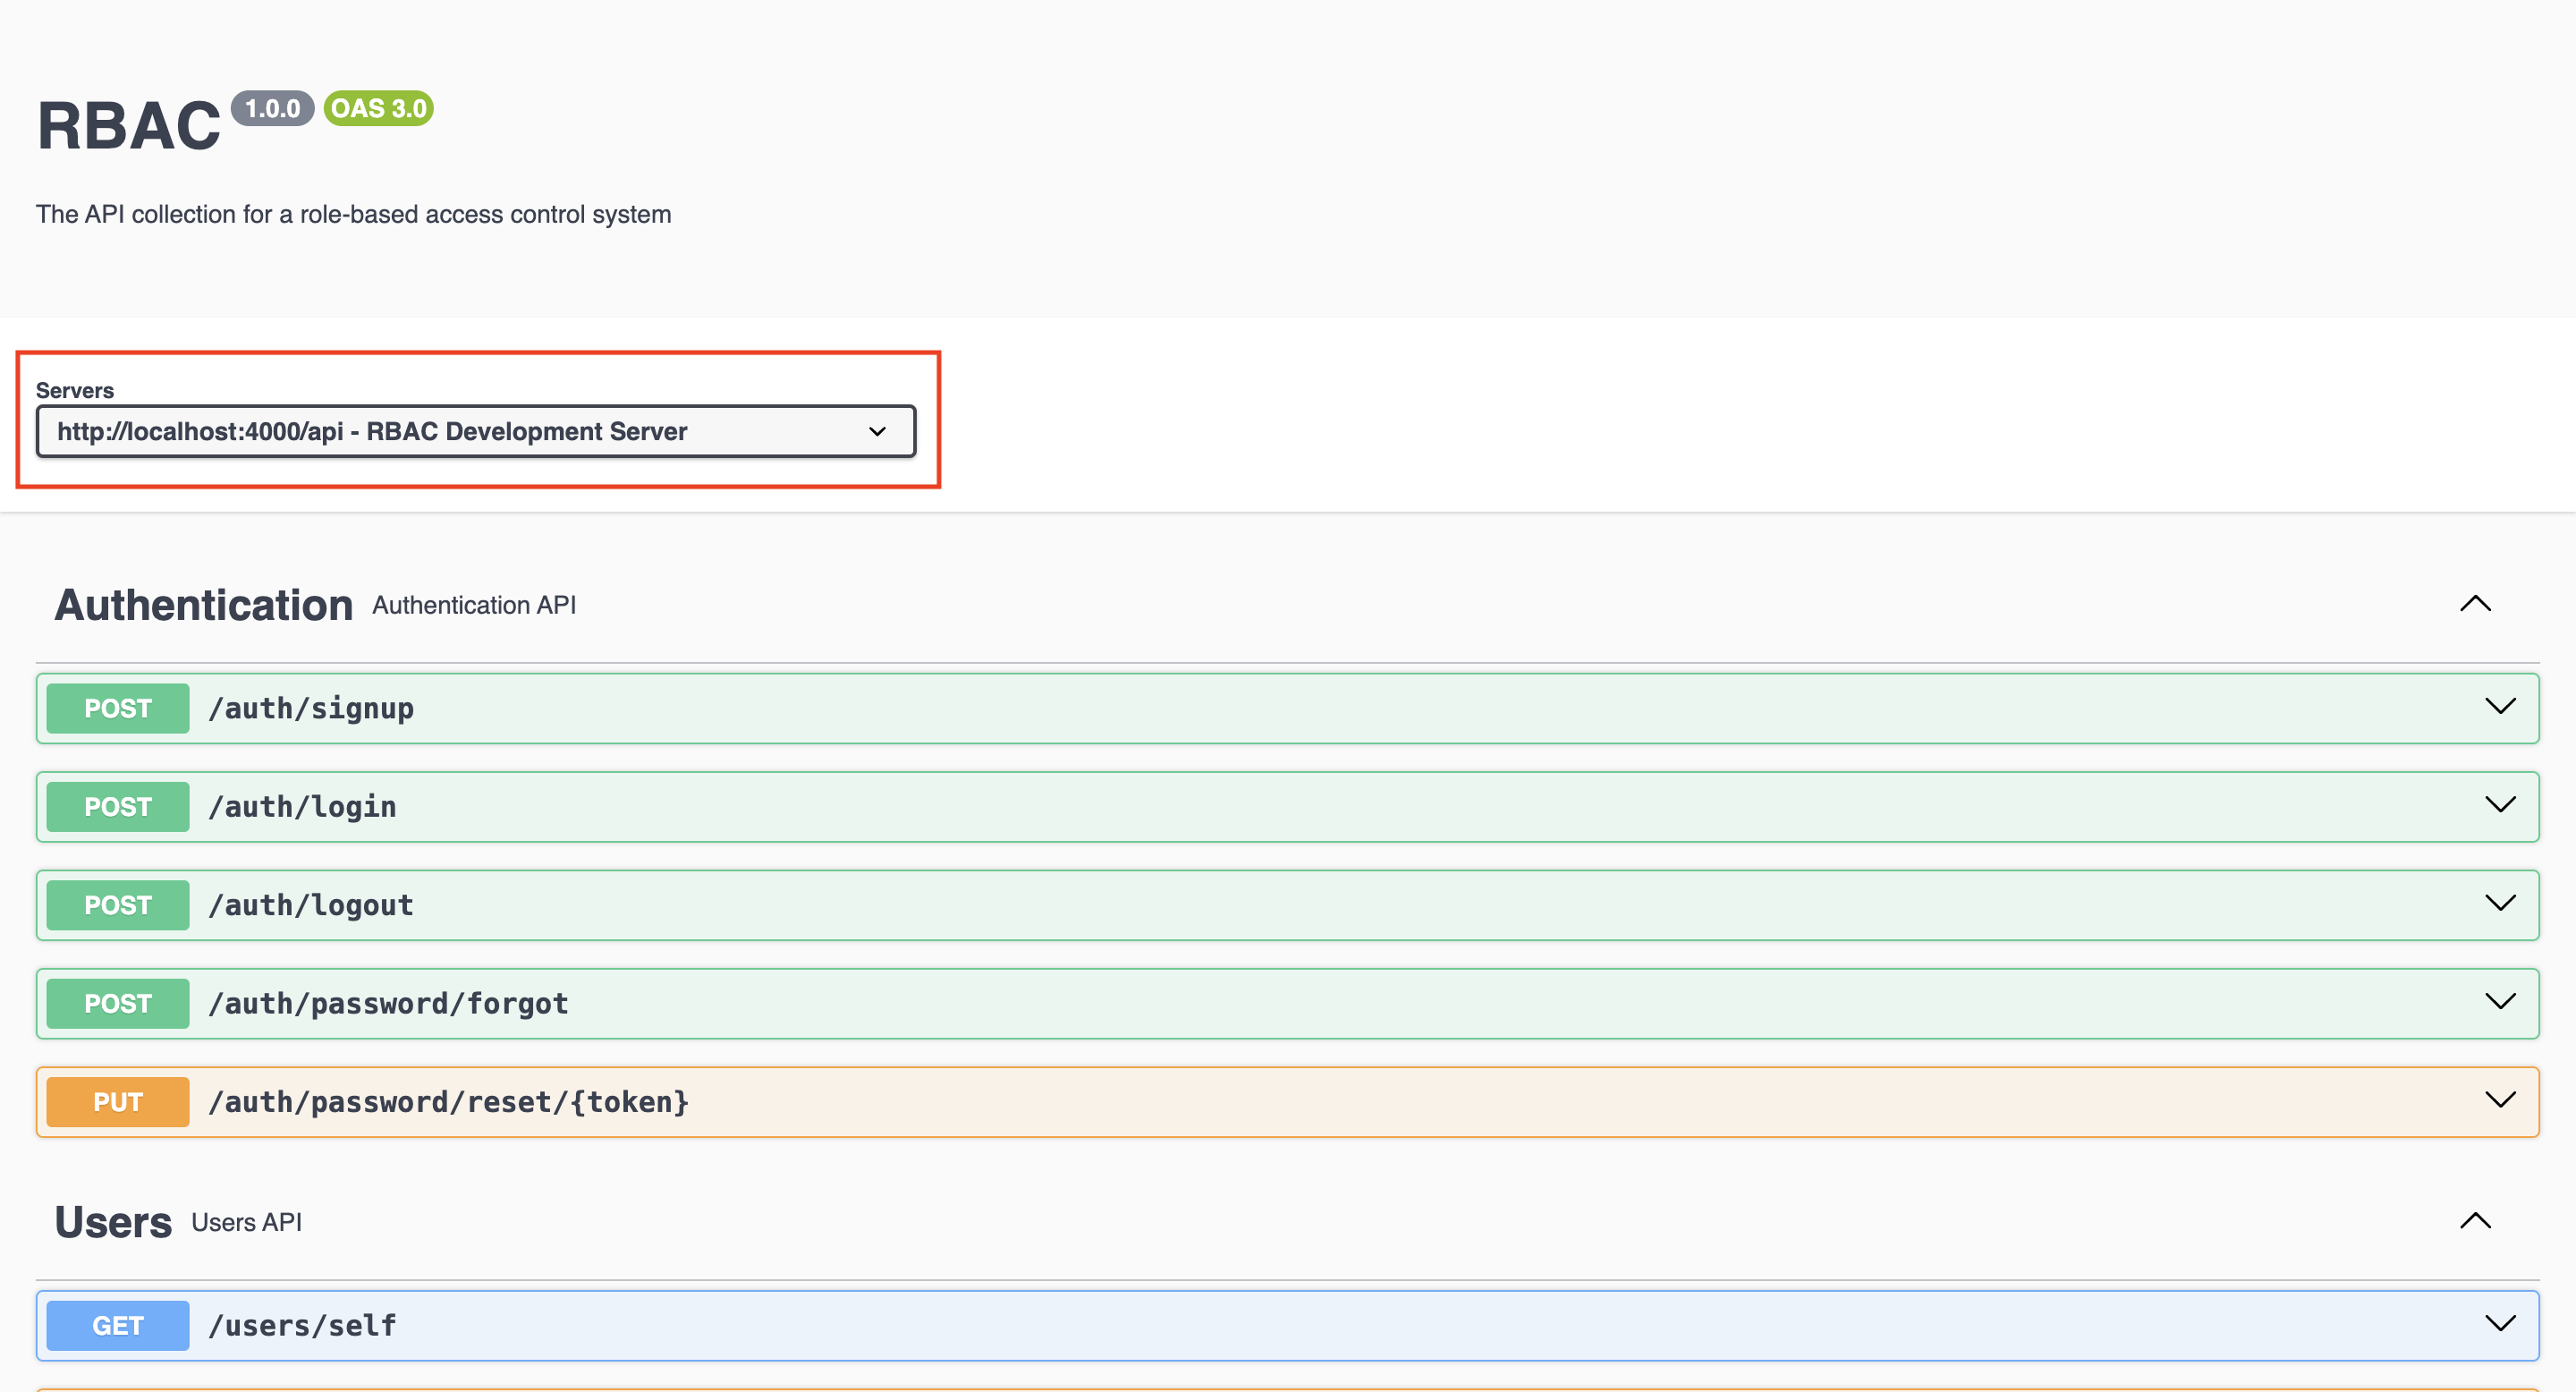 RBAC 1.0.0 OAS 3.0
The API collection for a role-based access control system
Servers
http://localhost:4000/api - RBAC Development Server
Authentication Authentication API
POST /auth/signup
POST /auth/login
POST /auth/logout
POST /auth/password/forgot
PUT /auth/password/reset/{token}
Users Users API
GET /users/self